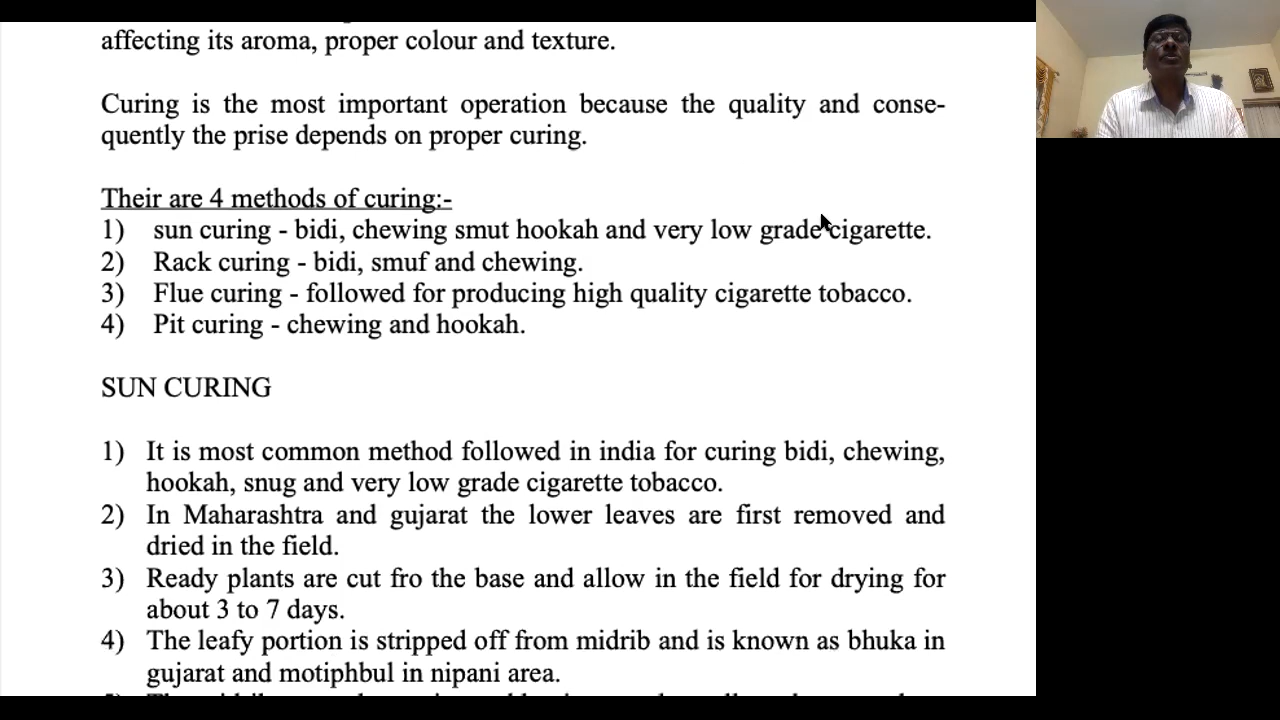 affecting its aroma, proper colour and texture.
Curing is the most important operation because the quality and conse-
quently the prise depends on proper curing.
Their are 4 methods of curing:-
1) sun curing - bidi, chewing smut hookah and very low grade cigarette.
2) Rack curing - bidi, smuf and chewing.
3) Flue curing - followed for producing high quality cigarette tobacco.
4) Pit curing - chewing and hookah.
SUN CURING
1) It is most common method followed in india for curing bidi, chewing,
hookah, snug and very low grade cigarette tobacco.
2) In Maharashtra and gujarat the lower leaves are first removed and
dried in the field.
3) Ready plants are cut fro the base and allow in the field for drying for
about 3 to 7 days.
4) The leafy portion is stripped off from midrib and is known as bhuka in
gujarat and motiphbul in nipani area.